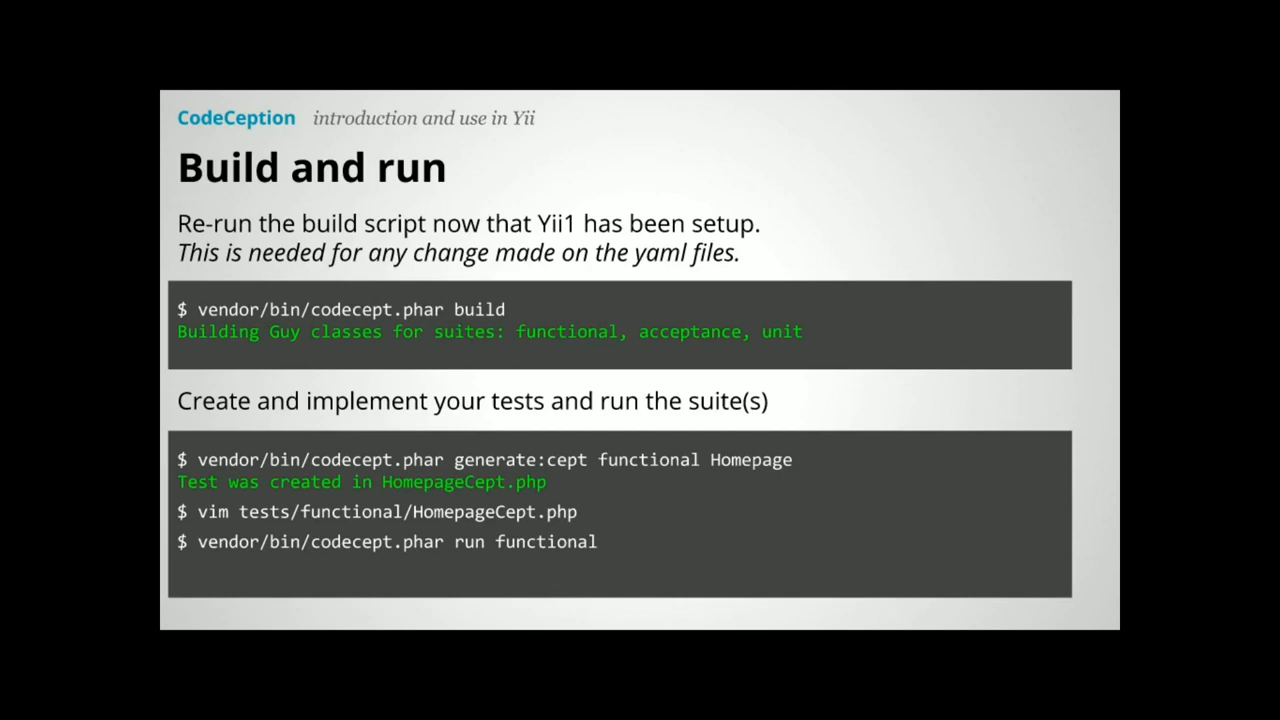 CodeCeption introduction and use in Yii
Build and run
Re-run the build script now that Yii1 has been setup.
This is needed for any change made on the yaml files.
$ vendor/bin/codecept.phar build
Building Guy classes for suites: functional, acceptance, unit
Create and implement your tests and run the suite(s)
$ vendor/bin/codecept.phar generate:cept functional Homepage
Test was created in HomepageCept.php
$ vim tests/functional/HomepageCept.php
$ vendor/bin/codecept.phar run functional